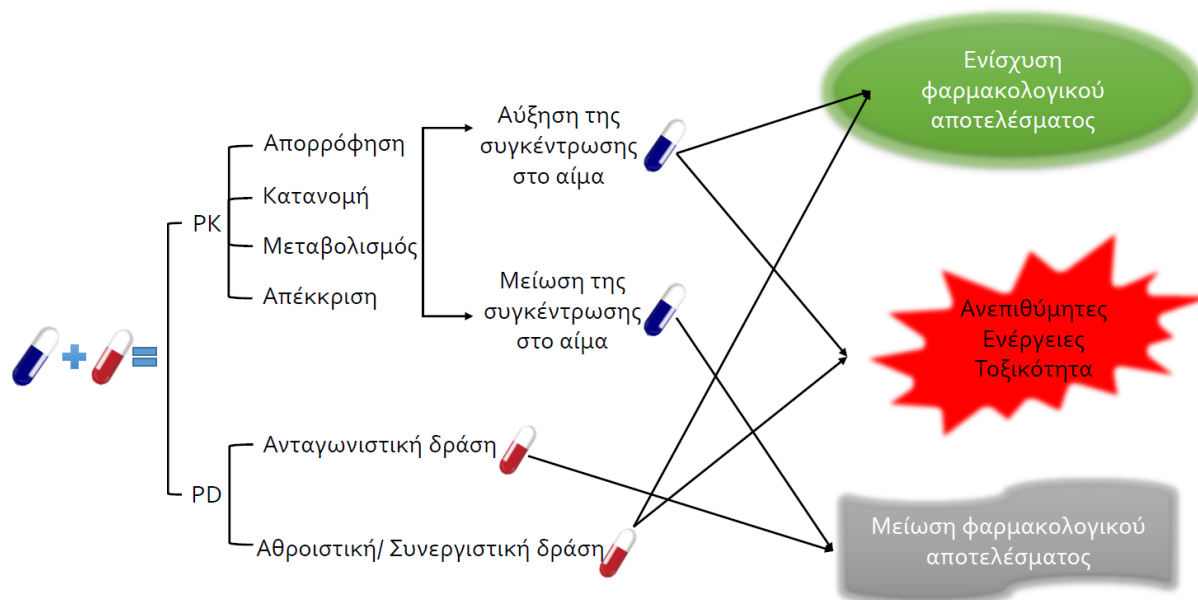 PK
Απορρόφηση
Κατανομή
Μεταβολισμός
Απέκκριση
Αύξηση της
συγκέντρωσης
στο αίμα
Μείωση της
συγκέντρωσης
στο αίμα
PD
Ανταγωνιστική δράση
Αθροιστική/ Συνεργιστική δράση
Ενίσχυση
φαρμακολογικού
αποτελέσματος
Ανεπιθύμητες
Ενέργειες
Τοξικότητα
Μείωση φαρμακολογικού
αποτελέσματος